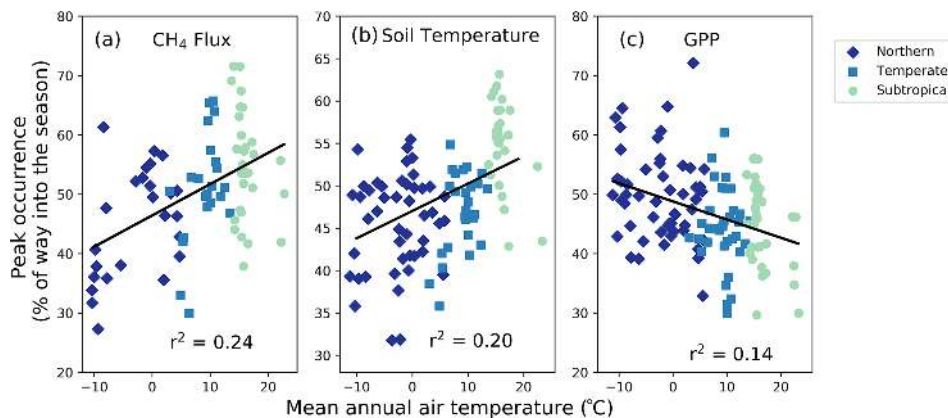 (a) CH₄ Flux
(b) Soil Temperature
(c) GPP
Northern
Temperate
Subtropical
Peak occurrence
(% of way into the season)
80
70
60
50
40
30
20
−10 0 10 20
r² = 0.24
70
65
60
55
50
45
40
35
30
−10 0 10 20
r² = 0.20
80
70
60
50
40
30
20
−10 0 10 20
r² = 0.14
Mean annual air temperature (°C)